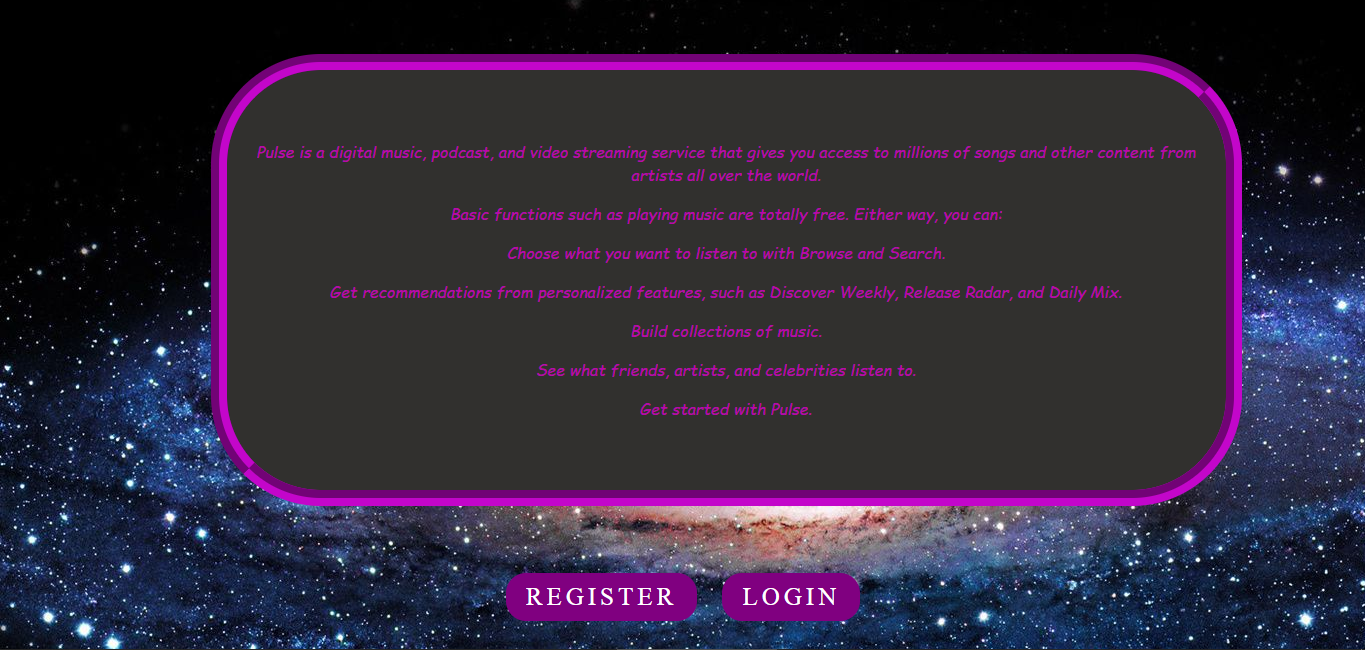 Pulse is a digital music, podcast, and video streaming service that gives you access to millions of songs and other content from
artists all over the world.
Basic functions such as playing music are totally free. Either way, you can:
Choose what you want to listen to with Browse and Search.
Get recommendations from personalized features, such as Discover Weekly, Release Radar, and Daily Mix.
Build collections of music.
See what friends, artists, and celebrities listen to.
Get started with Pulse.
REGISTER LOGIN